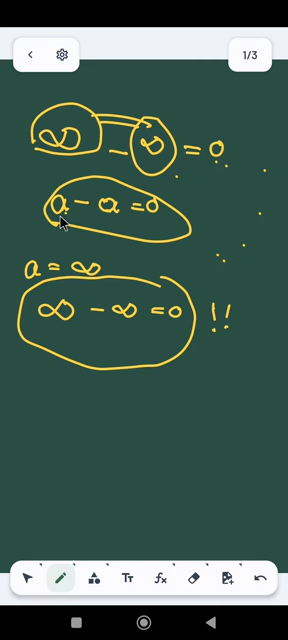 1/3
∞ - ∞ = 0
a - a = 0
a = ∞
∞ - ∞ = 0 !!
Tт fx